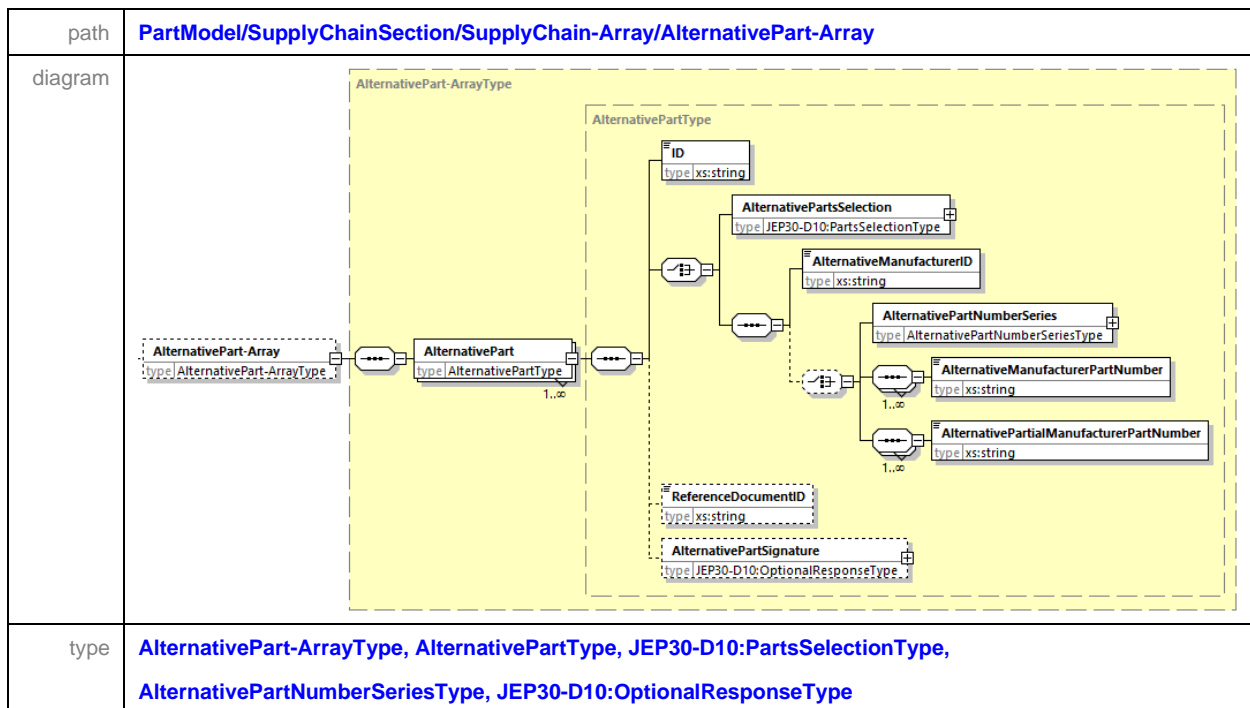 path
PartModel/SupplyChainSection/SupplyChain-Array/AlternativePart-Array
diagram
AlternativePart-ArrayType
AlternativePartType
ID
type xs:string
AlternativePartsSelection
type JEP30-D10:PartsSelectionType
AlternativeManufacturerID
type xs:string
AlternativePartNumberSeries
type AlternativePartNumberSeriesType
AlternativePart-Array
type AlternativePart-ArrayType
AlternativePart
type AlternativePartType
1..∞
AlternativeManufacturerPartNumber
type xs:string
1..∞
AlternativePartialManufacturerPartNumber
type xs:string
1..∞
ReferenceDocumentID
type xs:string
AlternativePartSignature
type JEP30-D10:OptionalResponseType
type
AlternativePart-ArrayType, AlternativePartType, JEP30-D10:PartsSelectionType,
AlternativePartNumberSeriesType, JEP30-D10:OptionalResponseType